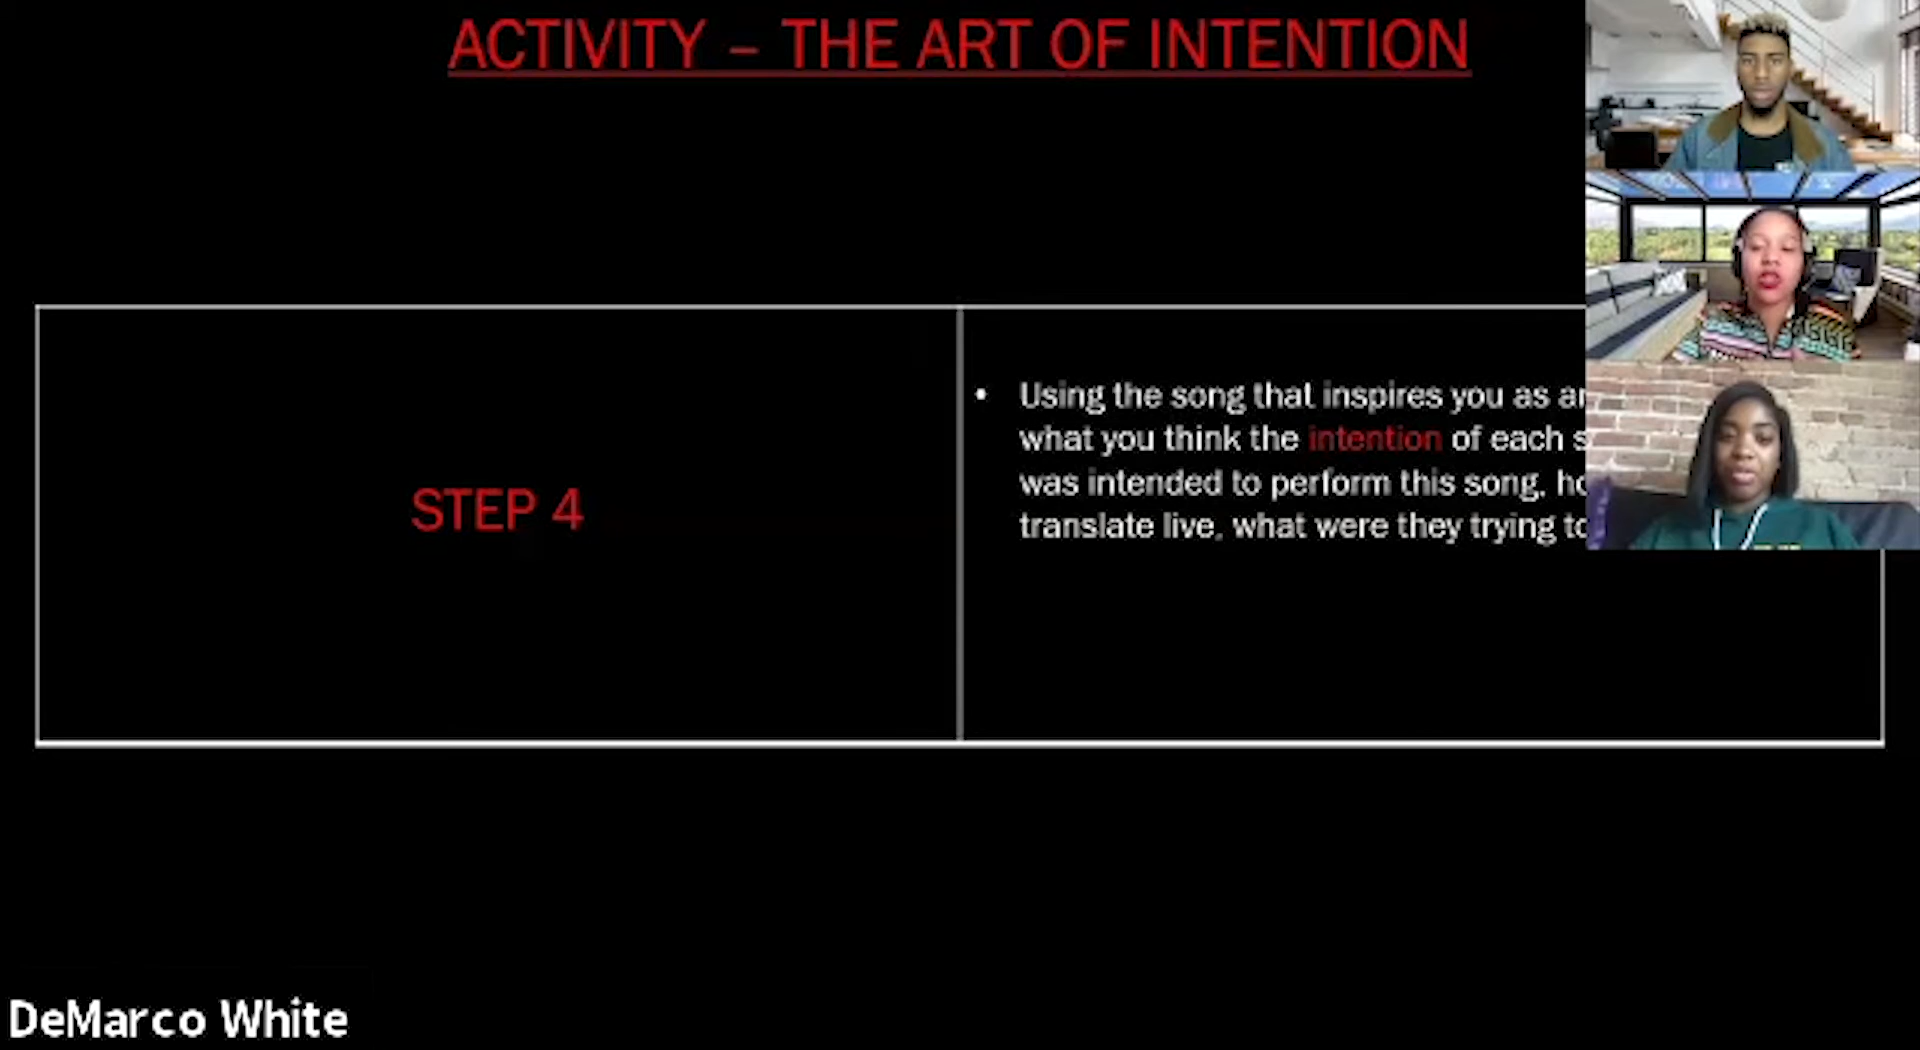 ACTIVITY – THE ART OF INTENTION
STEP 4
• Using the song that inspires you as
what you think the intention of each
was intended to perform this song,
translate live, what were they trying
DeMarco White